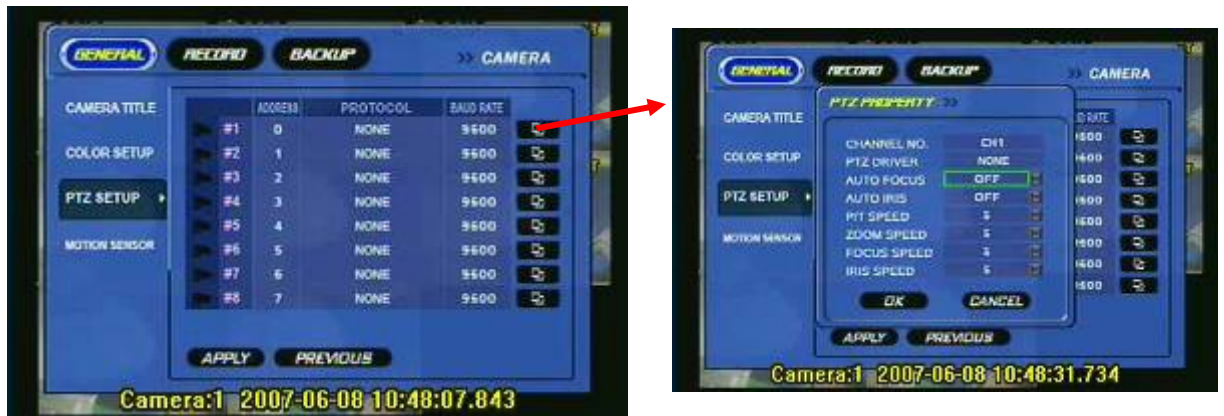 GENERAL RECORD BACKUP >> CAMERA
CAMERA TITLE
COLOR SETUP
PTZ SETUP
MOTION SENSOR
ADDRESS PROTOCOL BAUD RATE
#1 0 NONE 9600
#2 1 NONE 9600
#3 2 NONE 9600
#4 3 NONE 9600
#5 4 NONE 9600
#6 5 NONE 9600
#7 6 NONE 9600
#8 7 NONE 9600
APPLY PREVIOUS
Camera:1 2007-06-08 10:48:07.843
GENERAL RECORD BACKUP >> CAMERA
CAMERA TITLE
COLOR SETUP
PTZ SETUP
MOTION SENSOR
PTZ PROPERTY >>
CHANNEL NO. CH1
PTZ DRIVER NONE
AUTO FOCUS OFF
AUTO IRIS OFF
P/T SPEED 5
ZOOM SPEED 5
FOCUS SPEED 5
IRIS SPEED 5
OK CANCEL
RATE
APPLY PREVIOUS
Camera:1 2007-06-08 10:48:31.734